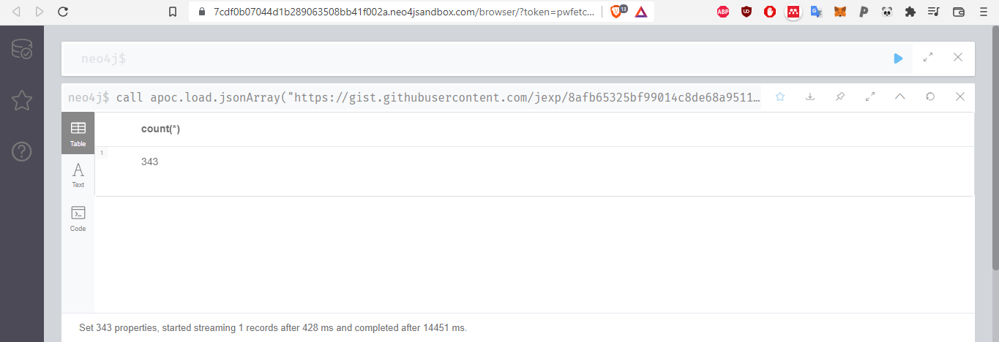 7cdf0b07044d1b289063508bb41f002a.neo4jsandbox.com/browser/?token=pwfetc...
13
ABP
neo4j$
neo4j$ call apoc.load.jsonArray("https://gist.githubusercontent.com/jexp/8afb65325bf99014c8de68a9511…
Table
count(*)
1
343
A
Text
Code
Set 343 properties, started streaming 1 records after 428 ms and completed after 14451 ms.